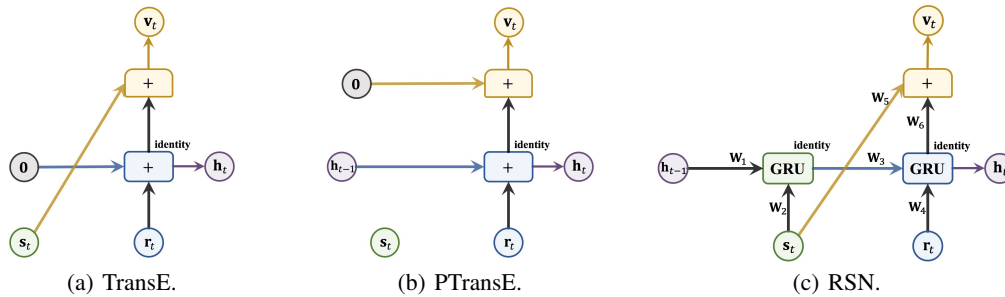 v_t
+
identity
0
+
h_t
s_t
r_t
(a) TransE.
v_t
0
+
identity
h_{t−1}
+
h_t
s_t
r_t
(b) PTransE.
v_t
+
W_5
W_6
identity
identity
h_{t−1}
W_1
GRU
W_3
GRU
h_t
W_2
W_4
s_t
r_t
(c) RSN.